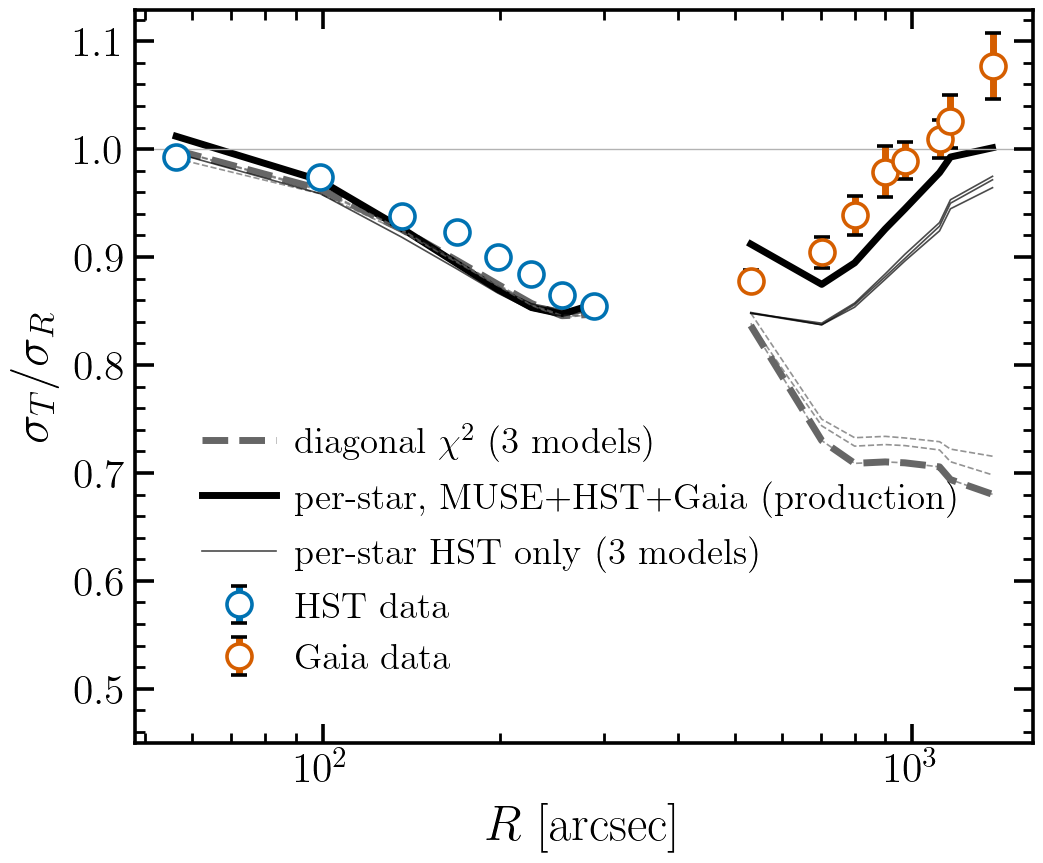 1.1
1.0
0.9
0.8
0.7
0.6
0.5
σ_T/σ_R
diagonal χ² (3 models)
per-star, MUSE+HST+Gaia (production)
per-star HST only (3 models)
HST data
Gaia data
10² 10³
R [arcsec]